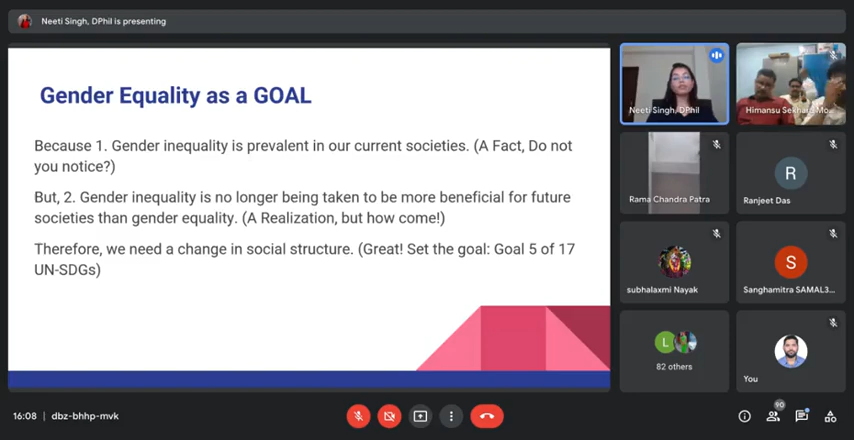 Neeti Singh, DPhil is presenting
Gender Equality as a GOAL
Because 1. Gender inequality is prevalent in our current societies. (A Fact, Do not
you notice?)
But, 2. Gender inequality is no longer being taken to be more beneficial for future
societies than gender equality. (A Realization, but how come!)
Therefore, we need a change in social structure. (Great! Set the goal: Goal 5 of 17
UN-SDGs)
Neeti Singh, DPhil
Himansu Sekhara Mo...
Rama Chandra Patra
R
Ranjeet Das
subhalaxmi Nayak
S
Sanghamitra SAMAL3...
L
82 others
You
16:08 | dbz-bhhp-mvk
90